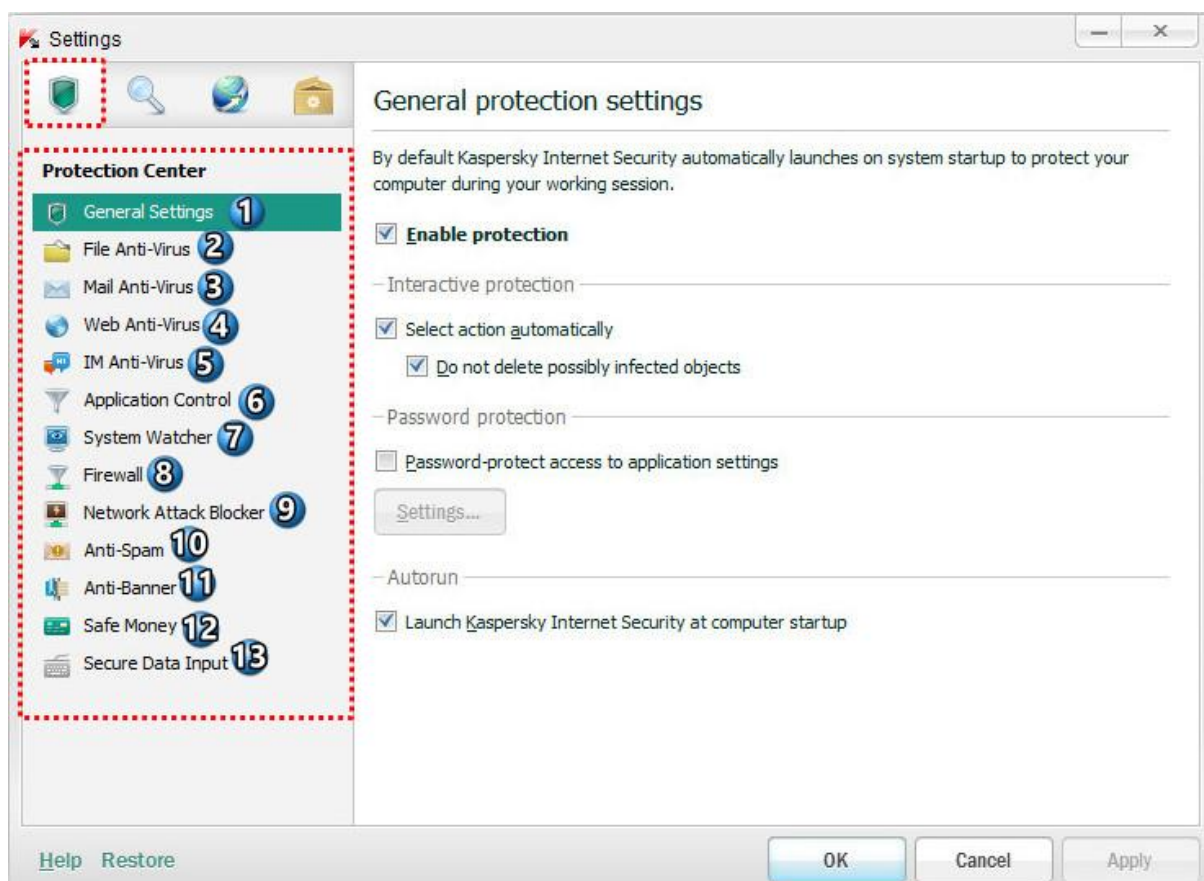 Settings
Protection Center
General Settings 1
File Anti-Virus 2
Mail Anti-Virus 3
Web Anti-Virus 4
IM Anti-Virus 5
Application Control 6
System Watcher 7
Firewall 8
Network Attack Blocker 9
Anti-Spam 10
Anti-Banner 11
Safe Money 12
Secure Data Input 13
General protection settings
By default Kaspersky Internet Security automatically launches on system startup to protect your
computer during your working session.
Enable protection
Interactive protection
Select action automatically
Do not delete possibly infected objects
Password protection
Password-protect access to application settings
Settings...
Autorun
Launch Kaspersky Internet Security at computer startup
Help Restore
OK Cancel Apply